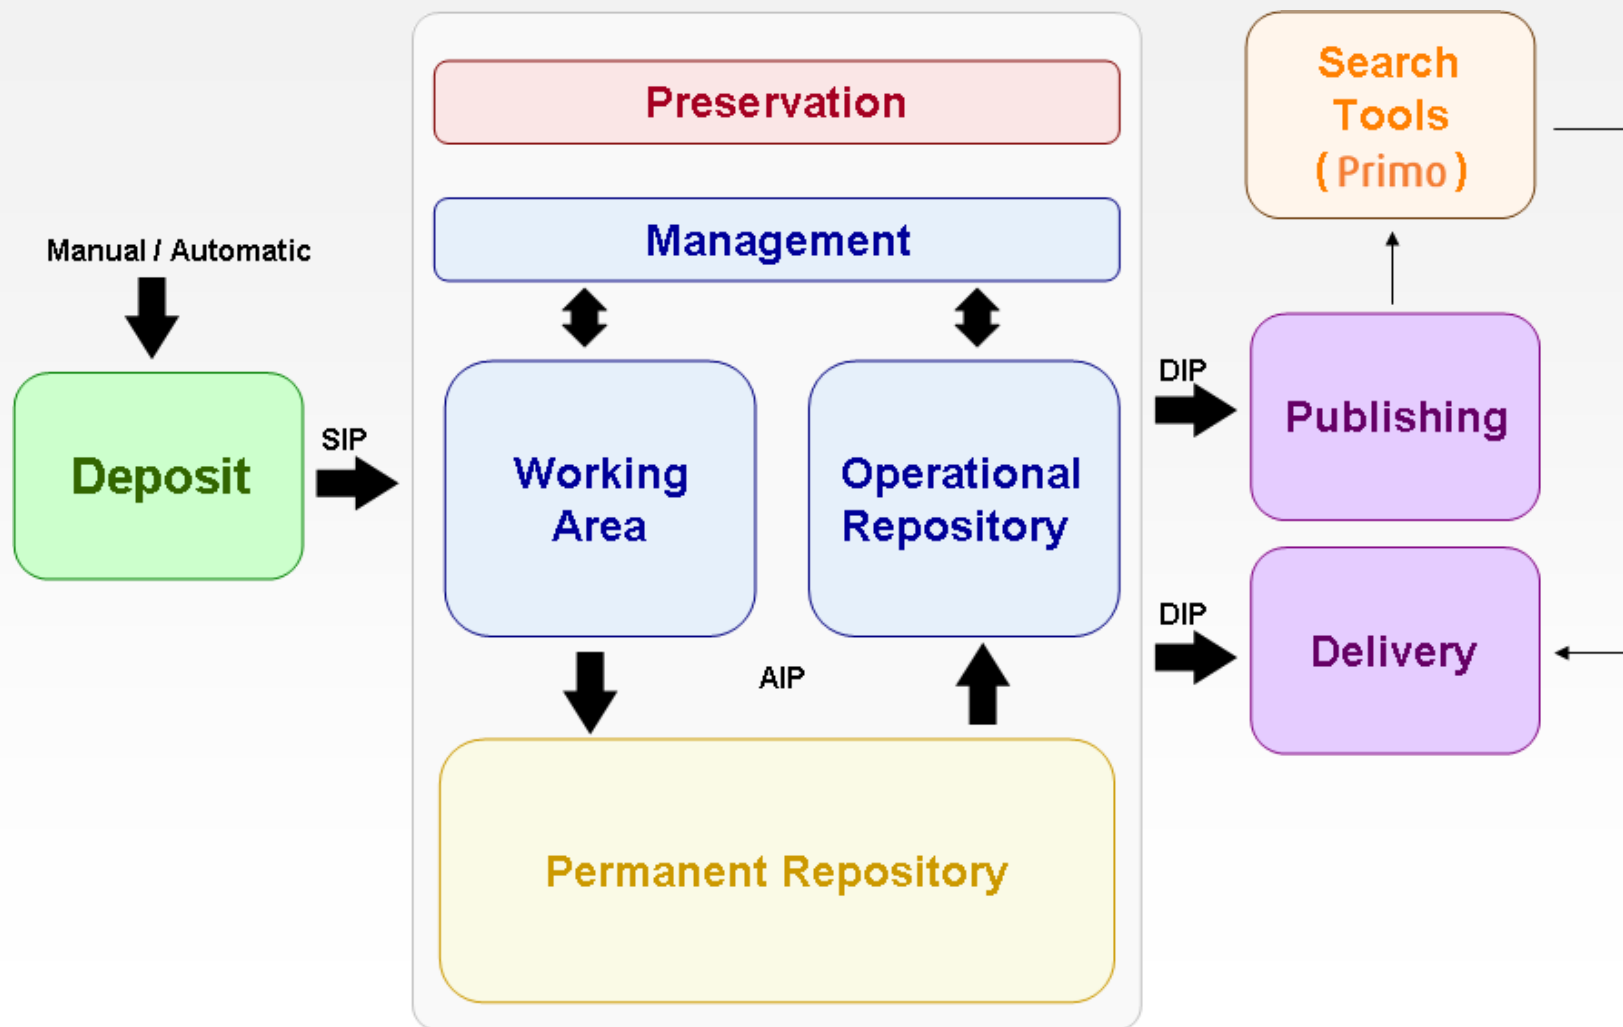 Preservation
Search
Tools
( Primo )
Management
Manual / Automatic
Deposit
SIP
Working
Area
Operational
Repository
DIP
Publishing
DIP
Delivery
AIP
Permanent Repository